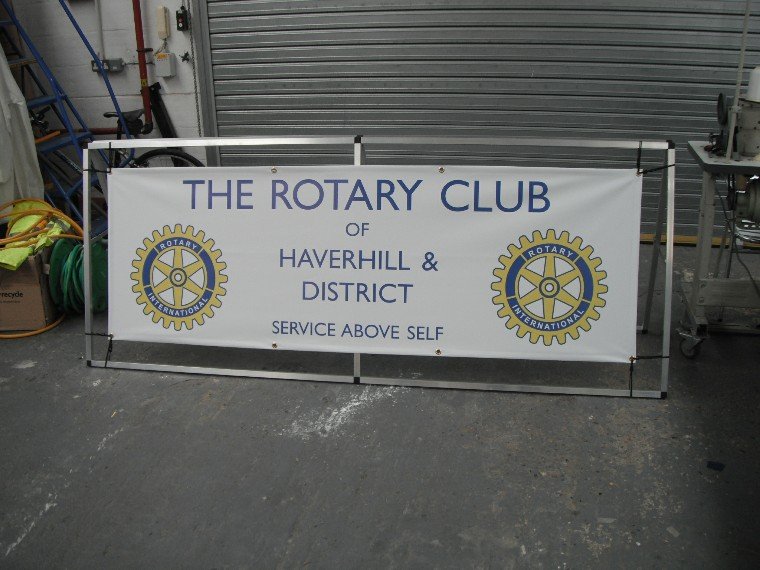 THE ROTARY CLUB
OF
HAVERHILL &
DISTRICT
SERVICE ABOVE SELF
ROTARY
INTERNATIONAL
ROTARY
INTERNATIONAL
recycle